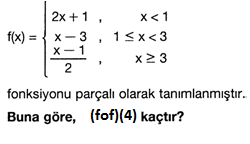 f(x) = { 2x + 1 , x < 1
x − 3 , 1 ≤ x < 3
x − 1 / 2 , x ≥ 3
fonksiyonu parçalı olarak tanımlanmıştır..
Buna göre, (fof)(4) kaçtır?